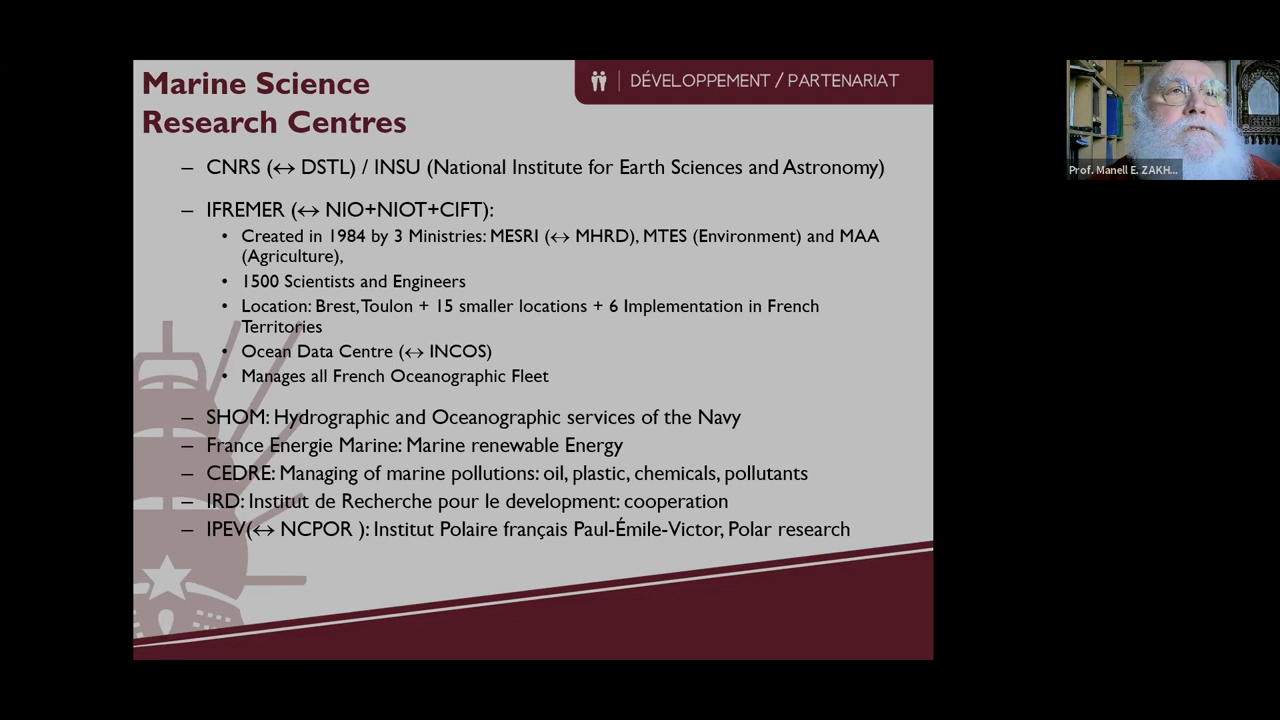 Marine Science
Research Centres
DÉVELOPPEMENT / PARTENARIAT
– CNRS (↔ DSTL) / INSU (National Institute for Earth Sciences and Astronomy)
– IFREMER (↔ NIO+NIOT+CIFT):
• Created in 1984 by 3 Ministries: MESRI (↔ MHRD), MTES (Environment) and MAA
(Agriculture),
• 1500 Scientists and Engineers
• Location: Brest, Toulon + 15 smaller locations + 6 Implementation in French
Territories
• Ocean Data Centre (↔ INCOS)
• Manages all French Oceanographic Fleet
– SHOM: Hydrographic and Oceanographic services of the Navy
– France Energie Marine: Marine renewable Energy
– CEDRE: Managing of marine pollutions: oil, plastic, chemicals, pollutants
– IRD: Institut de Recherche pour le development: cooperation
– IPEV(↔ NCPOR ): Institut Polaire français Paul-Émile-Victor, Polar research
Prof. Manell E. ZAKH...